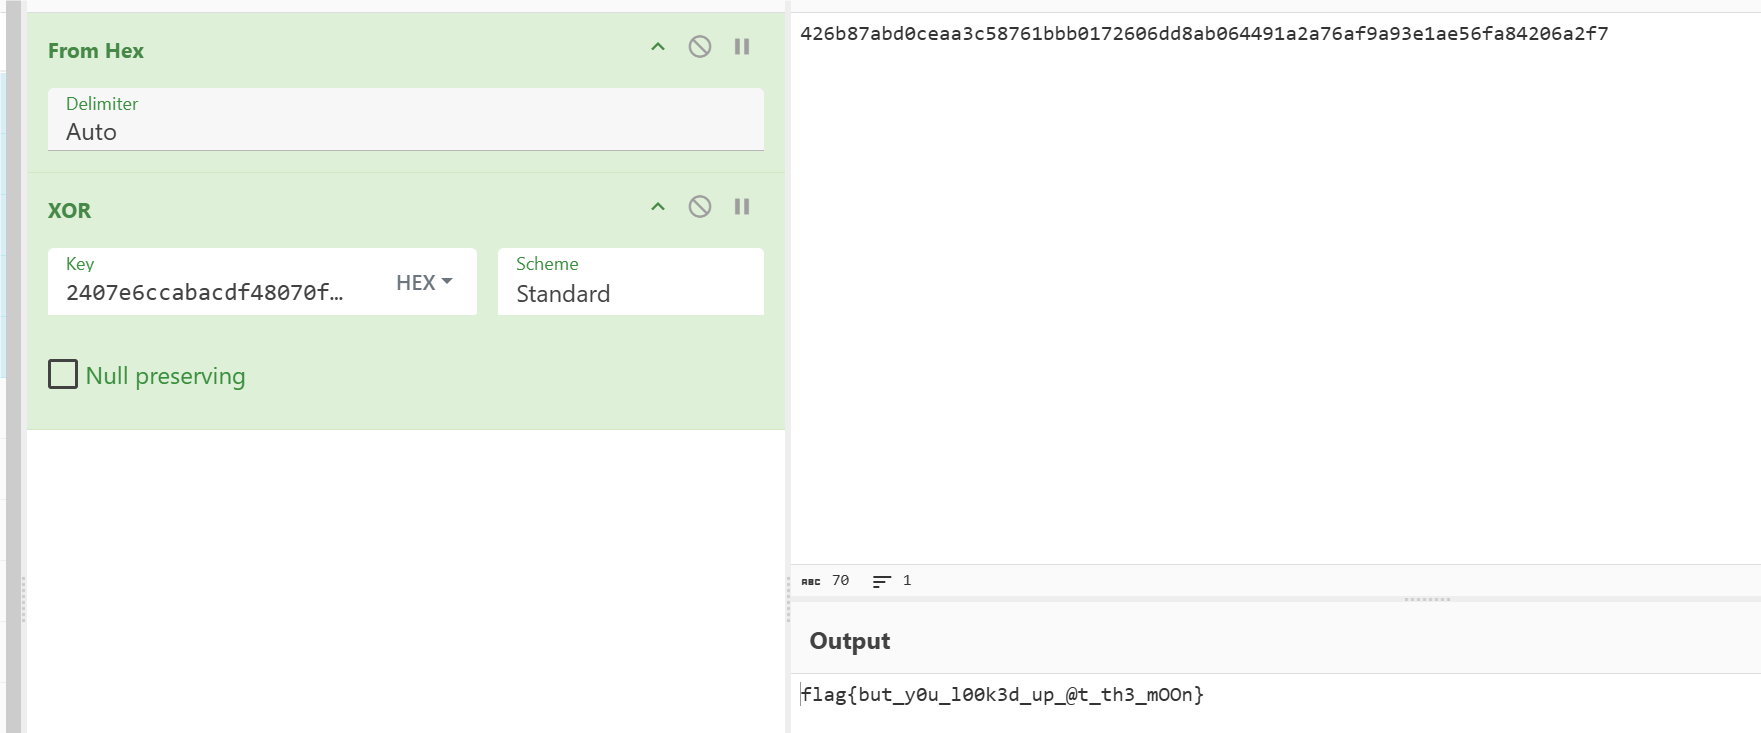 From Hex
Delimiter
Auto
XOR
Key
2407e6ccabacdf48070f…
HEX
Scheme
Standard
Null preserving
426b87abd0ceaa3c58761bbb0172606dd8ab064491a2a76af9a93e1ae56fa84206a2f7
ABC 70 1
Output
flag{but_y0u_l00k3d_up_@t_th3_mOOn}